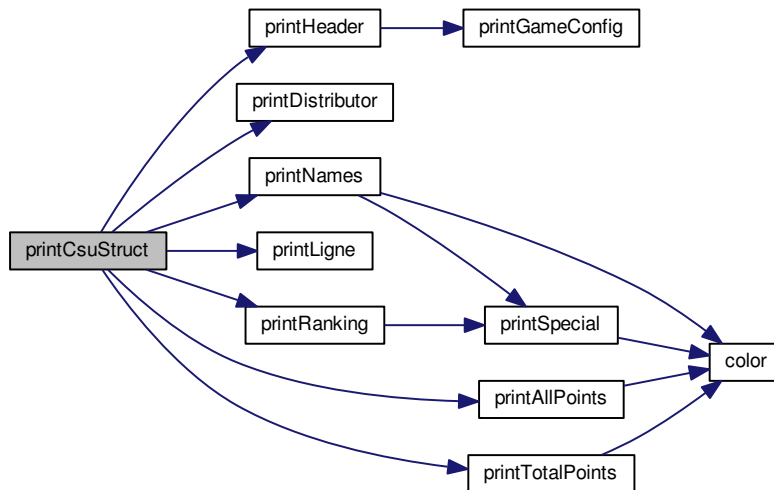 printHeader
printGameConfig
printDistributor
printNames
printCsuStruct
printLigne
printRanking
printSpecial
color
printAllPoints
printTotalPoints